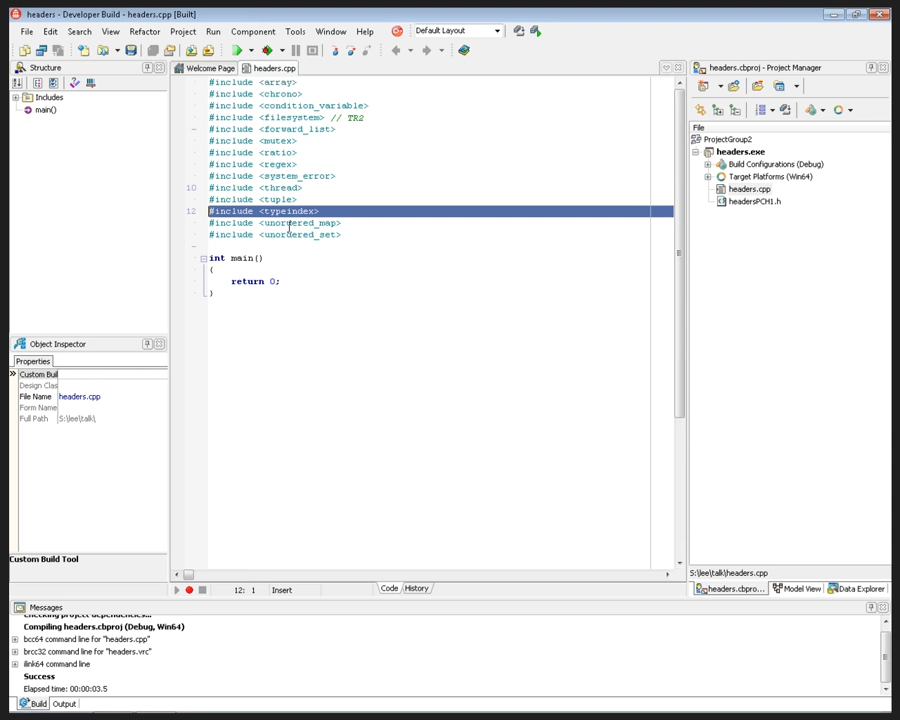 headers - Developer Build - headers.cpp [Built]
File Edit Search View Refactor Project Run Component Tools Window Help
Default Layout
Structure
Includes
main()
Object Inspector
Properties
Custom Buil
Design Clas
File Name headers.cpp
Form Name
Full Path S:\lee\talk\
Custom Build Tool
Welcome Page headers.cpp
#include <array>
#include <chrono>
#include <condition_variable>
#include <filesystem> // TR2
#include <forward_list>
#include <mutex>
#include <ratio>
#include <regex>
#include <system_error>
10 #include <thread>
#include <tuple>
12 #include <typeindex>
#include <unordered_map>
#include <unordered_set>
int main()
{
return 0;
}
12: 1 Insert Code History
headers.cbproj - Project Manager
File
ProjectGroup2
headers.exe
Build Configurations (Debug)
Target Platforms (Win64)
headers.cpp
headersPCH1.h
S:\lee\talk\headers.cpp
headers.cbpro... Model View Data Explorer
Messages
Checking project dependencies...
Compiling headers.cbproj (Debug, Win64)
bcc64 command line for "headers.cpp"
brcc32 command line for "headers.vrc"
ilink64 command line
Success
Elapsed time: 00:00:03.5
Build Output